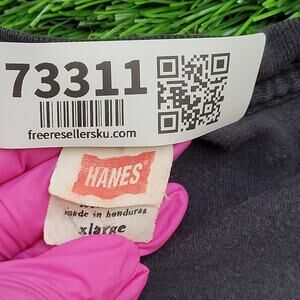 73311
freeresellersku.com
HANES
made in honduras
xlarge